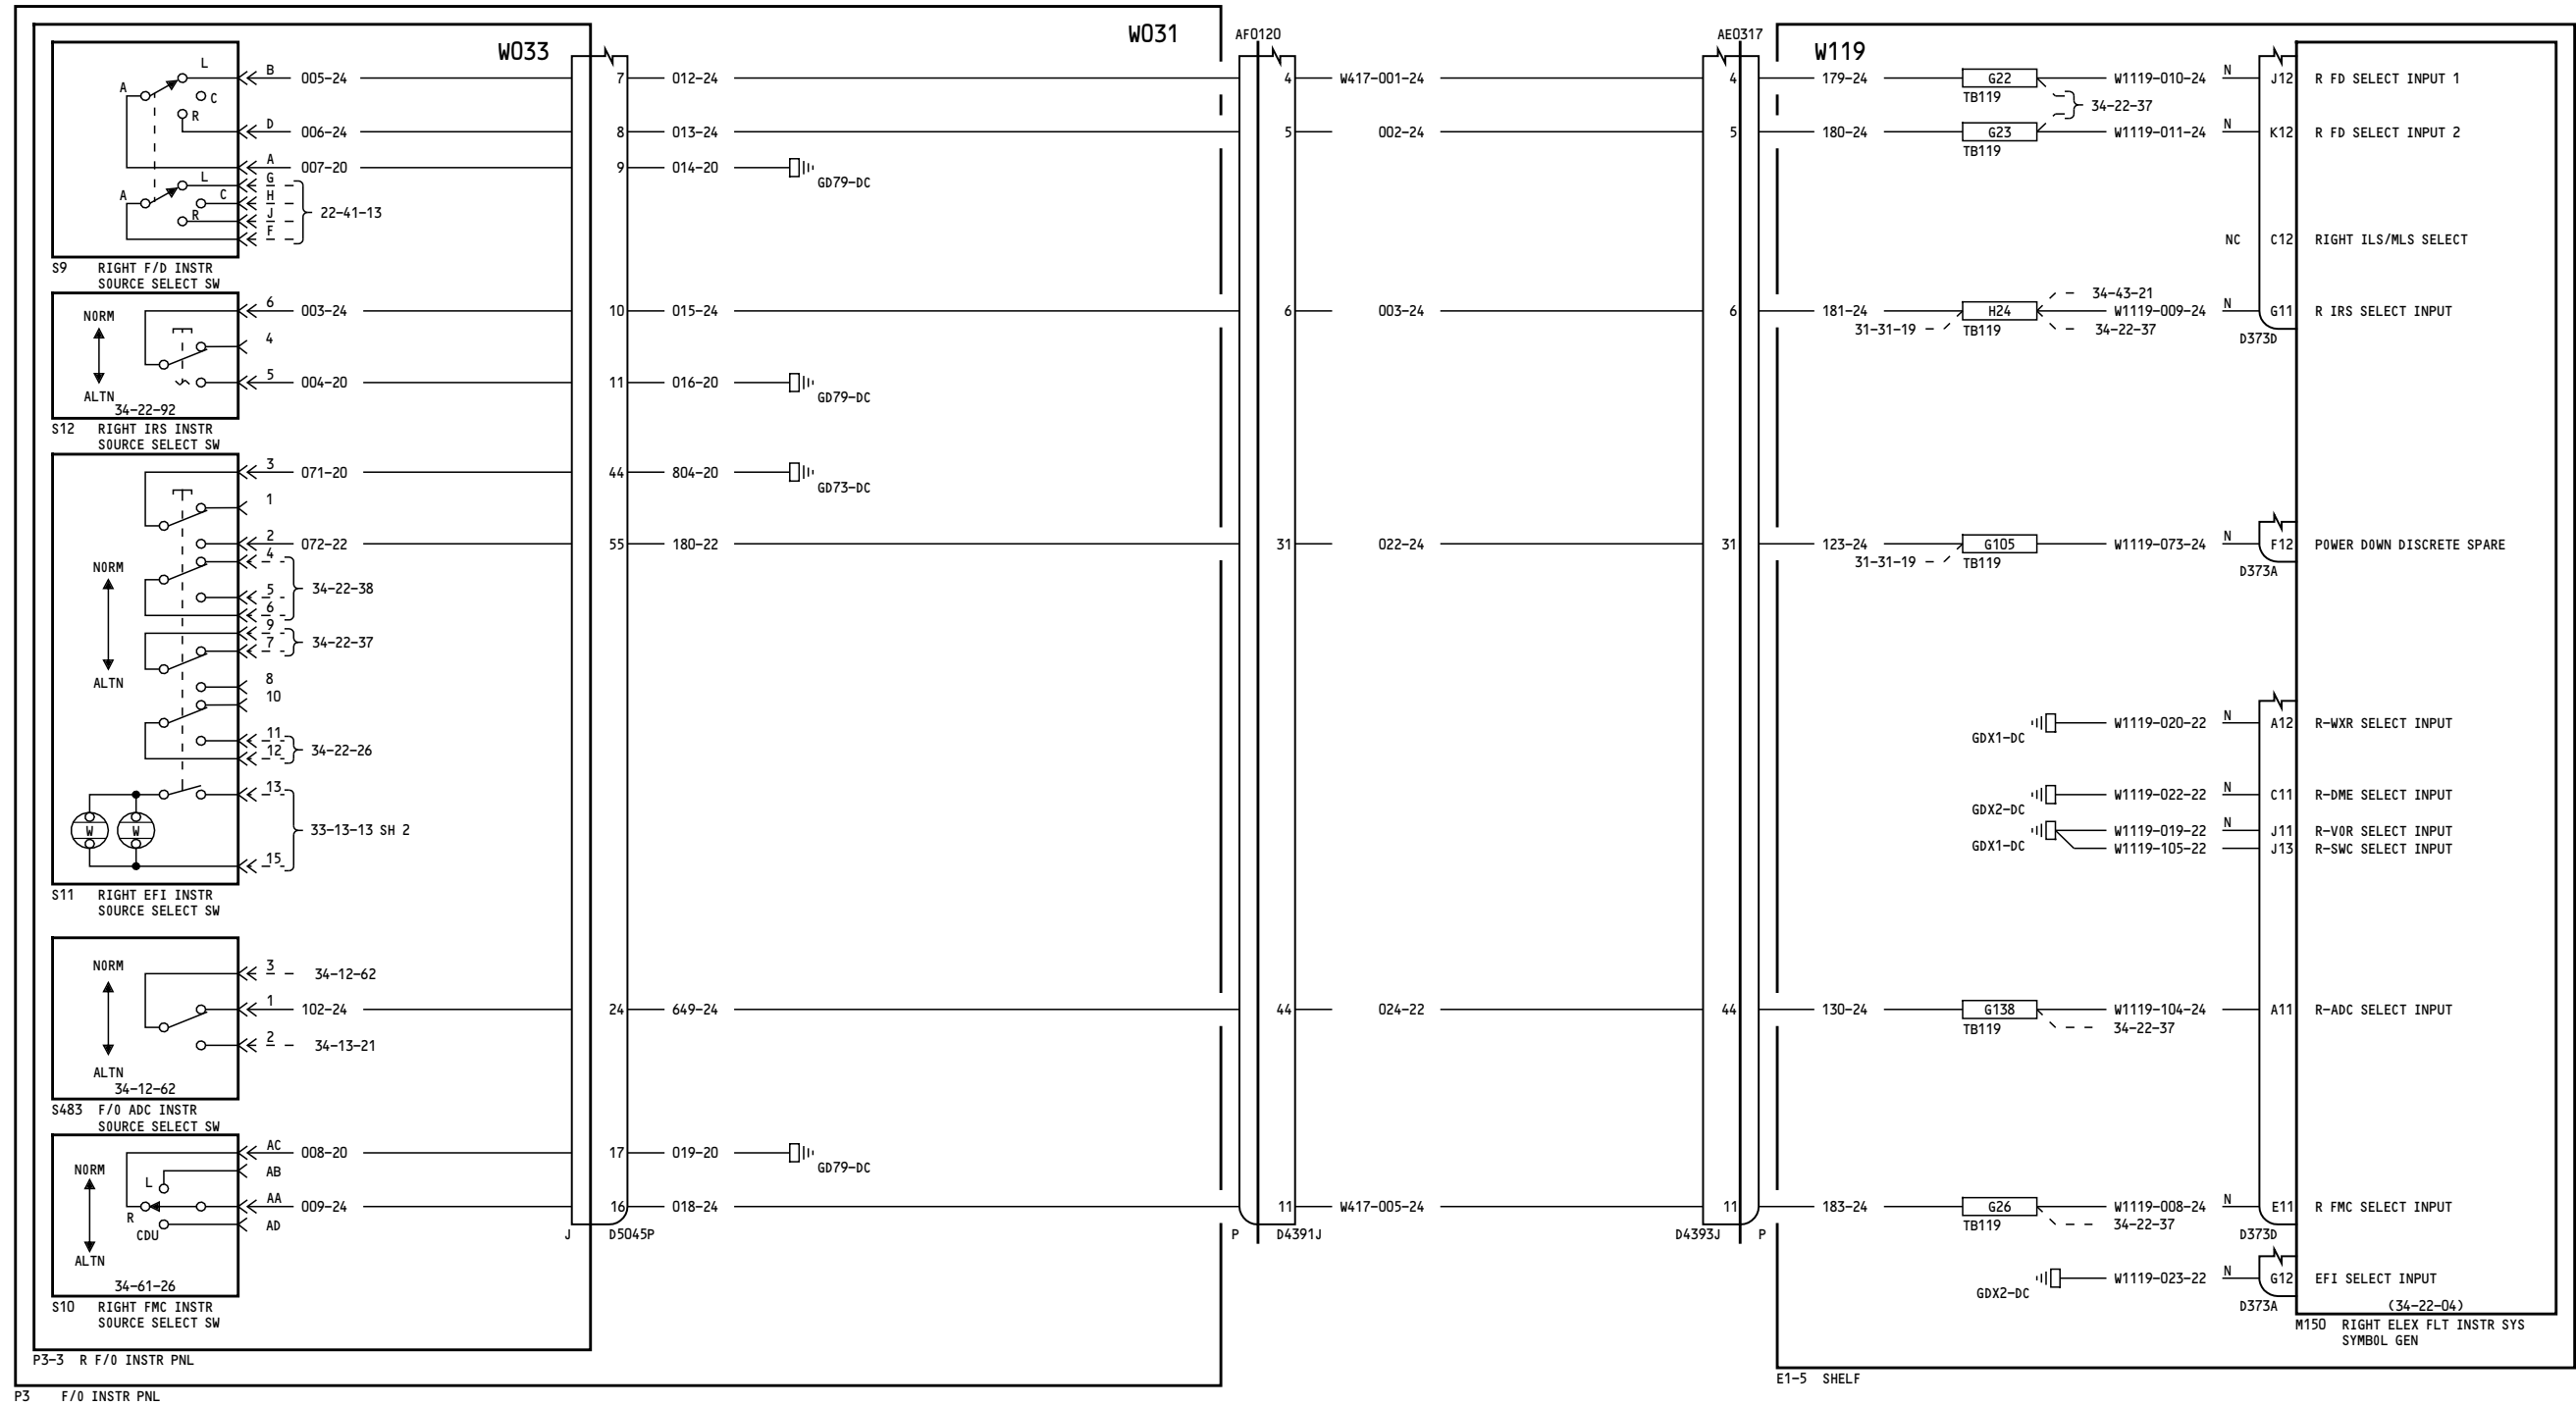 W033
W031
AF0120
AE0317
W119
L
A
C
R
B 005-24 7 012-24 4 W417-001-24 4 179-24 G22 W1119-010-24 N J12 R FD SELECT INPUT 1
TB119
34-22-37
D 006-24 8 013-24 5 002-24 5 180-24 G23 W1119-011-24 N K12 R FD SELECT INPUT 2
TB119
A 007-20 9 014-20
GD79-DC
L
A
C
R
G
H
J
F
22-41-13
NC C12 RIGHT ILS/MLS SELECT
S9 RIGHT F/D INSTR
SOURCE SELECT SW
34-43-21
6 003-24 10 015-24 6 003-24 6 181-24 H24 W1119-009-24 N G11 R IRS SELECT INPUT
31-31-19 TB119 34-22-37
D373D
NORM
4
5 004-20 11 016-20
GD79-DC
ALTN
34-22-92
S12 RIGHT IRS INSTR
SOURCE SELECT SW
3 071-20 44 804-20
GD73-DC
1
2 072-22 55 180-22 31 022-24 31 123-24 G105 W1119-073-24 N F12 POWER DOWN DISCRETE SPARE
31-31-19 TB119
D373A
NORM
4
5
6
34-22-38
9
7
34-22-37
ALTN
8
10
11
12
34-22-26
GDX1-DC W1119-020-22 N A12 R-WXR SELECT INPUT
13
15
33-13-13 SH 2
W
W
GDX2-DC W1119-022-22 N C11 R-DME SELECT INPUT
GDX1-DC W1119-019-22 N J11 R-VOR SELECT INPUT
W1119-105-22 J13 R-SWC SELECT INPUT
S11 RIGHT EFI INSTR
SOURCE SELECT SW
NORM
3 34-12-62
1 102-24 24 649-24 44 024-22 44 130-24 G138 W1119-104-24 A11 R-ADC SELECT INPUT
TB119 34-22-37
2 34-13-21
ALTN
34-12-62
S483 F/O ADC INSTR
SOURCE SELECT SW
AC 008-20 17 019-20
GD79-DC
NORM
AB
L
AA 009-24 16 018-24 11 W417-005-24 11 183-24 G26 W1119-008-24 N E11 R FMC SELECT INPUT
TB119 34-22-37
R
CDU
AD
J D5045P
P D4391J
D4393J P
D373D
ALTN
34-61-26
GDX2-DC W1119-023-22 N G12 EFI SELECT INPUT
D373A
(34-22-04)
S10 RIGHT FMC INSTR
SOURCE SELECT SW
M150 RIGHT ELEX FLT INSTR SYS
SYMBOL GEN
P3-3 R F/O INSTR PNL
E1-5 SHELF
P3 F/O INSTR PNL